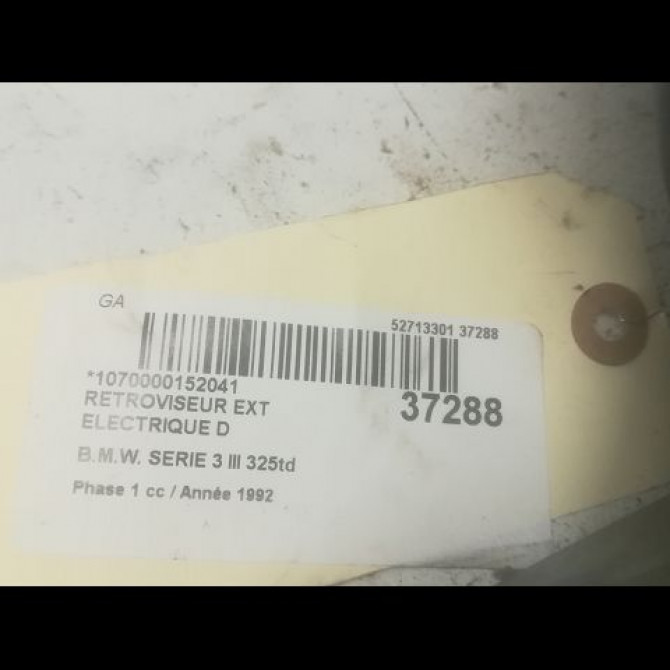 GA
52713301 37288
*1070000152041
RETROVISEUR EXT
37288
ELECTRIQUE D
B.M.W. SERIE 3 III 325td
Phase 1 cc / Année 1992